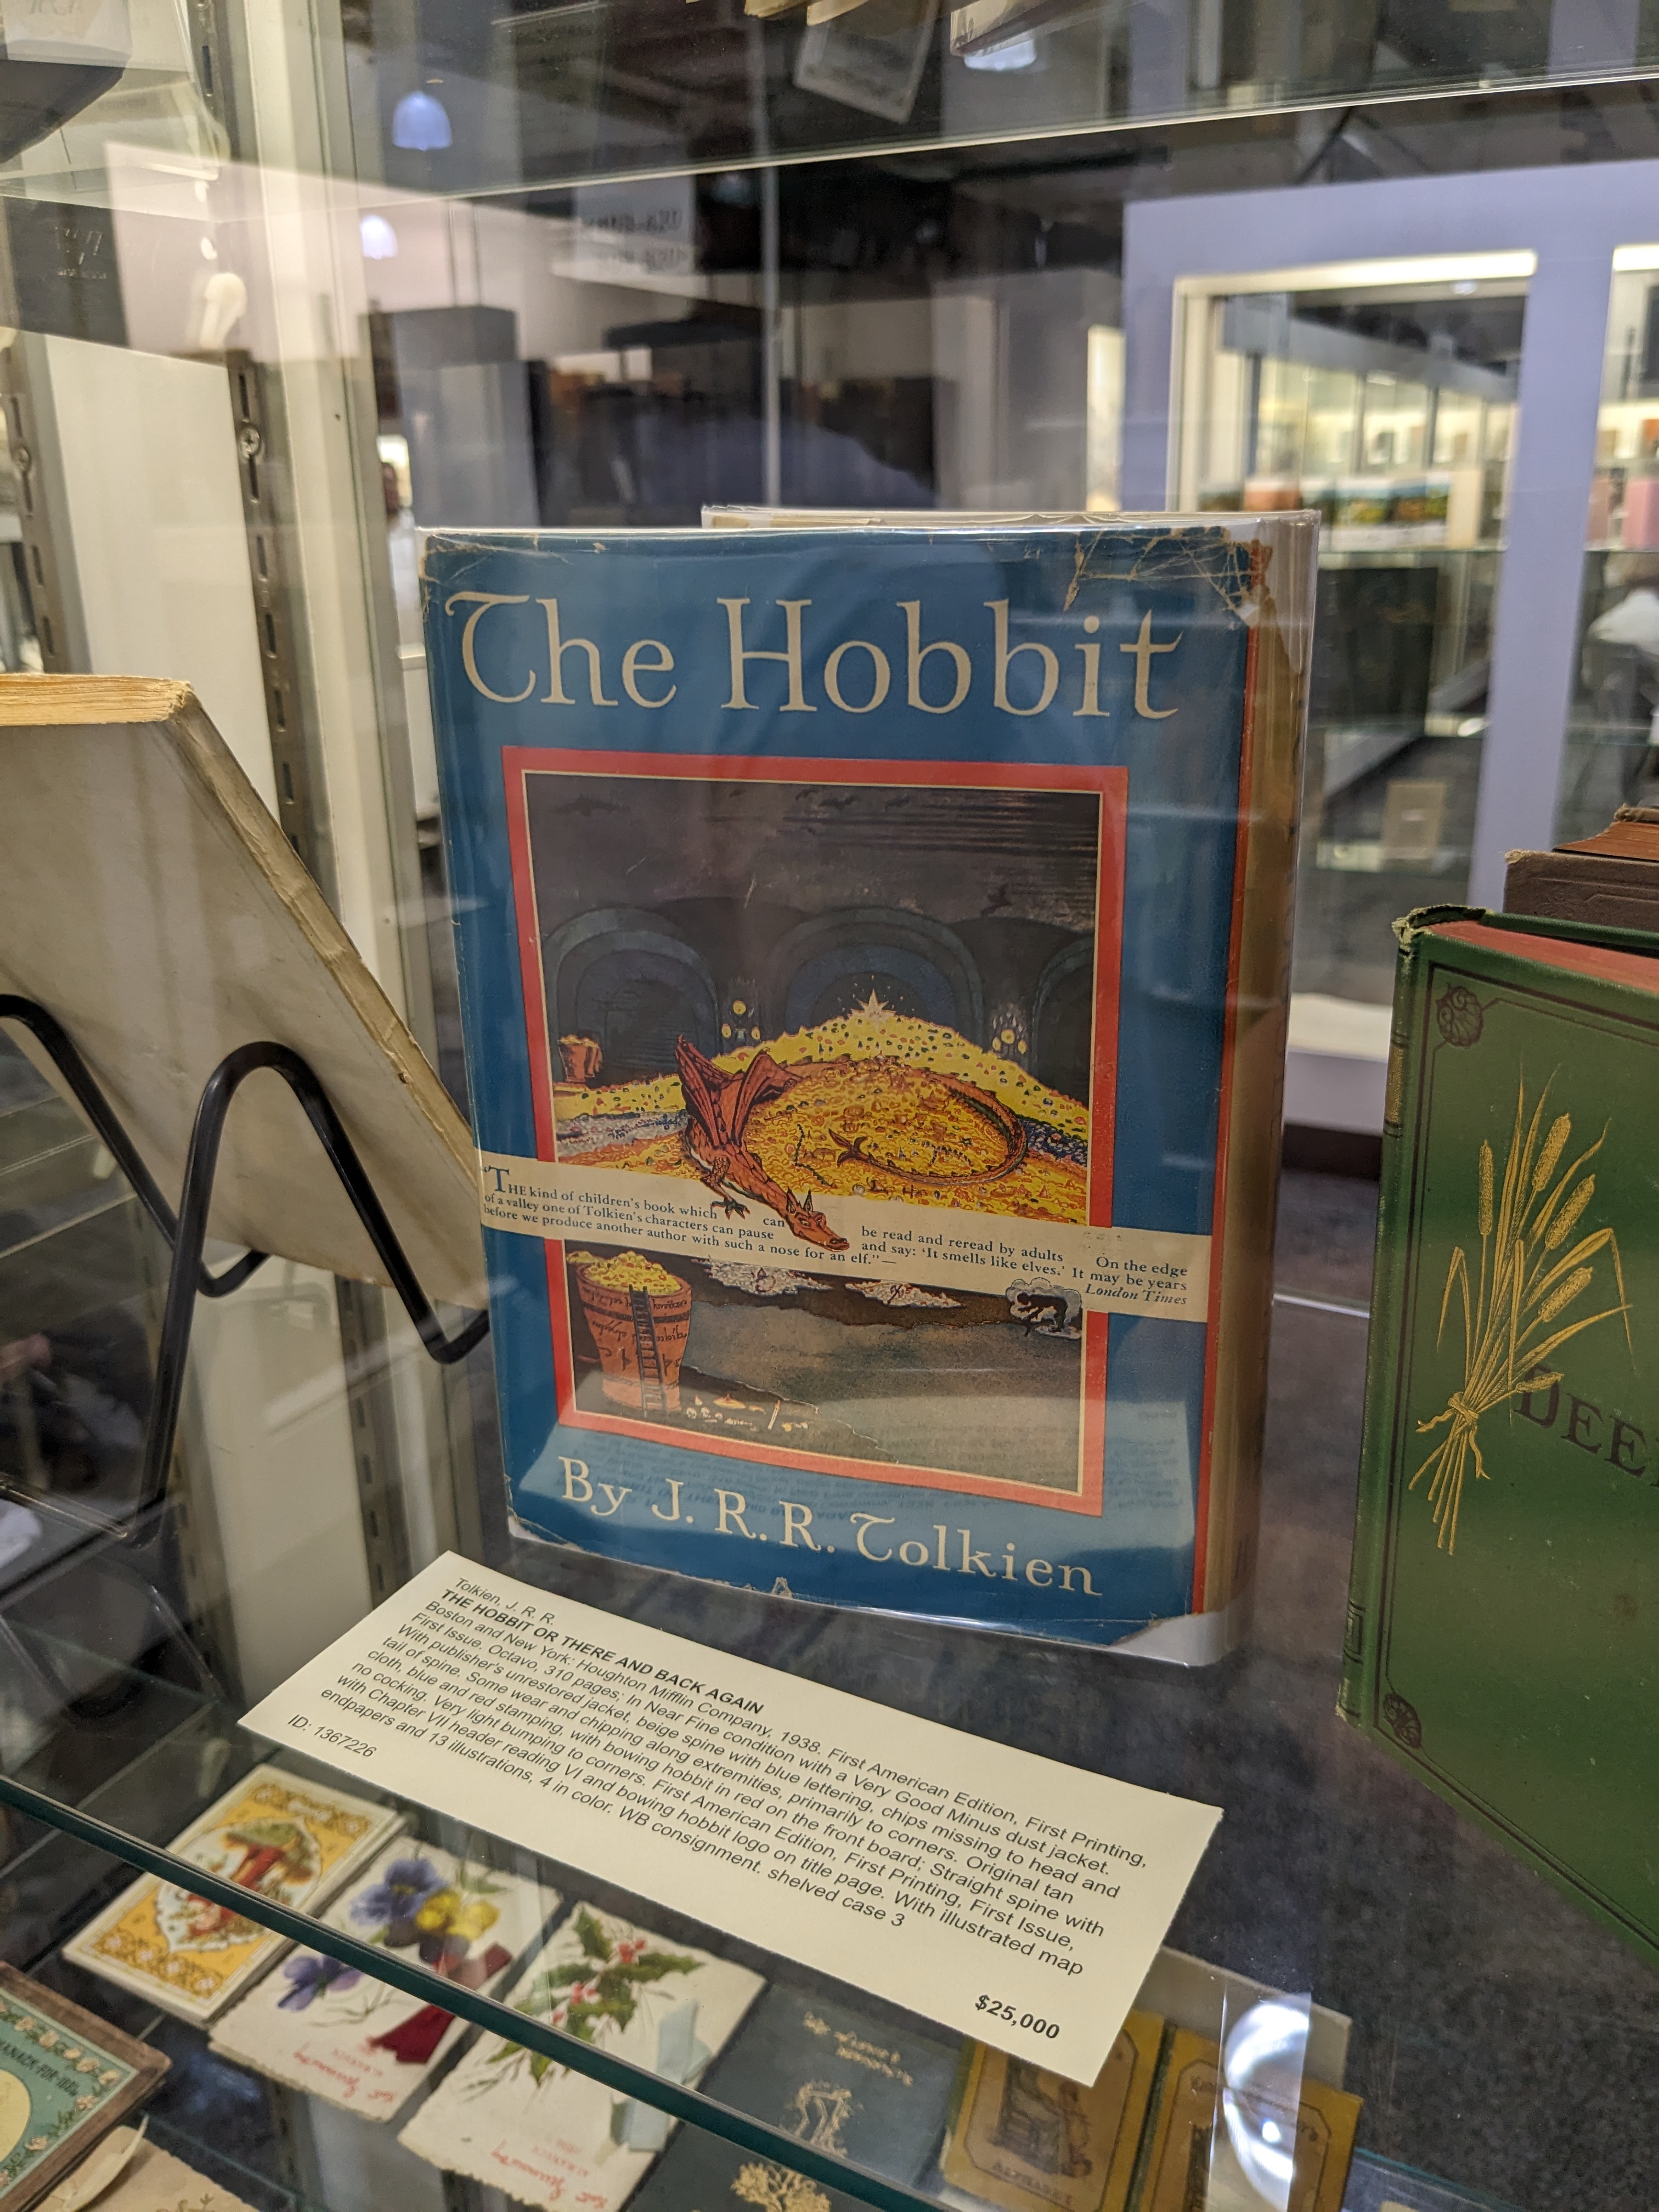 The Hobbit
"THE kind of children's book which can be read and reread by adults On the edge
of a valley one of Tolkien's characters can pause and say: 'It smells like elves.' It may be years
before we produce another author with such a nose for an elf."— London Times
By J. R. R. Tolkien
DEE
Tolkien, J. R. R.
THE HOBBIT OR THERE AND BACK AGAIN
Boston and New York: Houghton Mifflin Company, 1938. First American Edition, First Printing,
First Issue. Octavo, 310 pages; In Near Fine condition with a Very Good Minus dust jacket.
With publisher's unrestored jacket, beige spine with blue lettering, chips missing to head and
tail of spine. Some wear and chipping along extremities, primarily to corners. Original tan
cloth, blue and red stamping, with bowing hobbit in red on the front board; Straight spine with
no cocking. Very light bumping to corners. First American Edition, First Printing, First Issue,
with Chapter VII header reading VI and bowing hobbit logo on title page. With illustrated map
endpapers and 13 illustrations, 4 in color. WB consignment. shelved case 3
ID: 1367226
$25,000